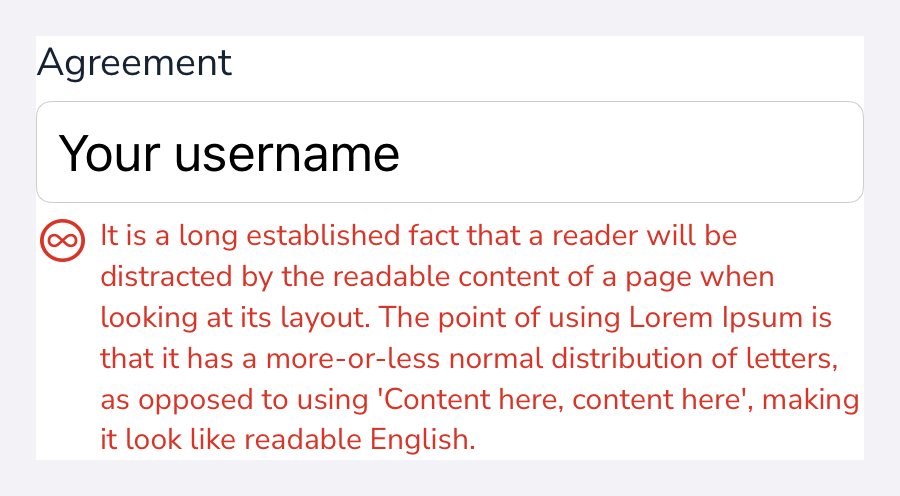 Agreement
Your username
It is a long established fact that a reader will be
distracted by the readable content of a page when
looking at its layout. The point of using Lorem Ipsum is
that it has a more-or-less normal distribution of letters,
as opposed to using 'Content here, content here', making
it look like readable English.